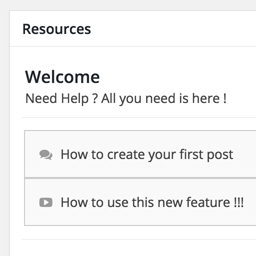 Resources
Welcome
Need Help ? All you need is here !
How to create your first post
How to use this new feature !!!